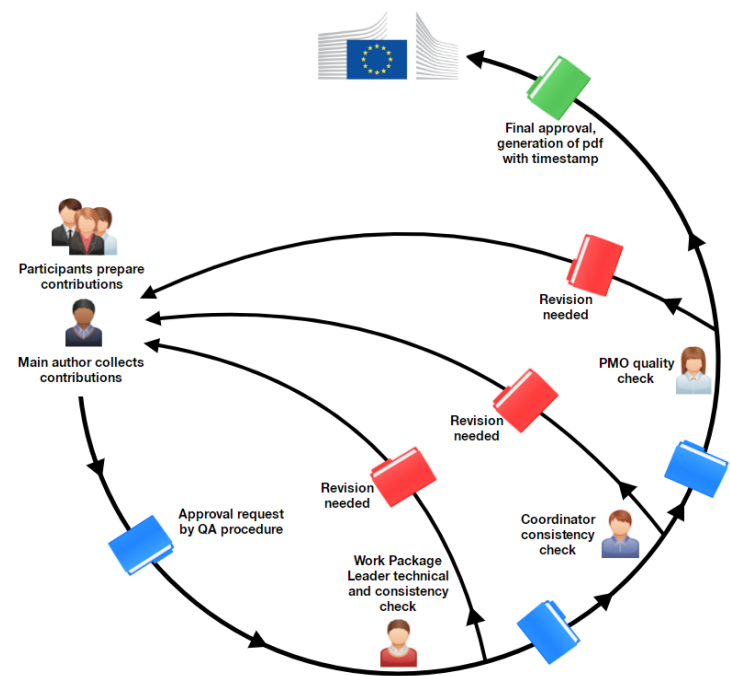 Final approval,
generation of pdf
with timestamp
Participants prepare
contributions
Main author collects
contributions
Revision
needed
PMO quality
check
Revision
needed
Revision
needed
Approval request
by QA procedure
Coordinator
consistency
check
Work Package
Leader technical
and consistency
check